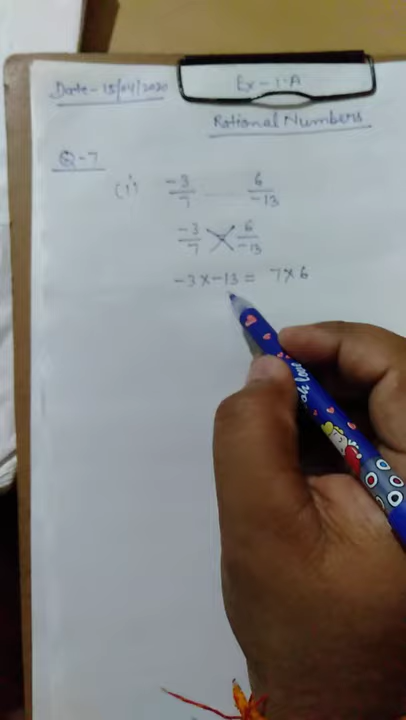 Date - 15/04/2020
Ex - 1.A
Rational Numbers
Q-7
(i) -3/7 6/-13
-3/7 6/-13
-3 × -13 = 7 × 6